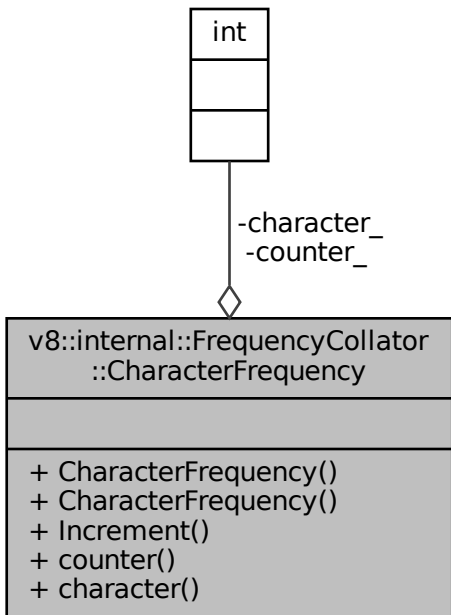 int
-character_
-counter_
v8::internal::FrequencyCollator
::CharacterFrequency
+ CharacterFrequency()
+ CharacterFrequency()
+ Increment()
+ counter()
+ character()